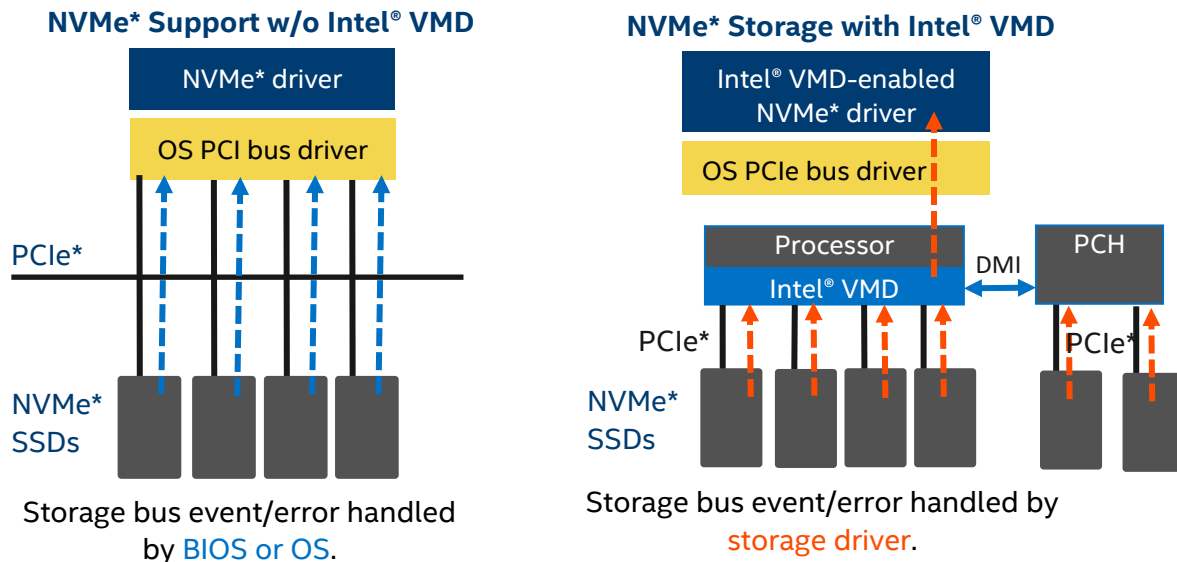 NVMe* Support w/o Intel® VMD
NVMe* driver
OS PCI bus driver
PCIe*
NVMe*
SSDs
Storage bus event/error handled
by BIOS or OS.
NVMe* Storage with Intel® VMD
Intel® VMD-enabled
NVMe* driver
OS PCIe bus driver
Processor
Intel® VMD
DMI
PCH
PCIe*
PCIe*
NVMe*
SSDs
Storage bus event/error handled by
storage driver.